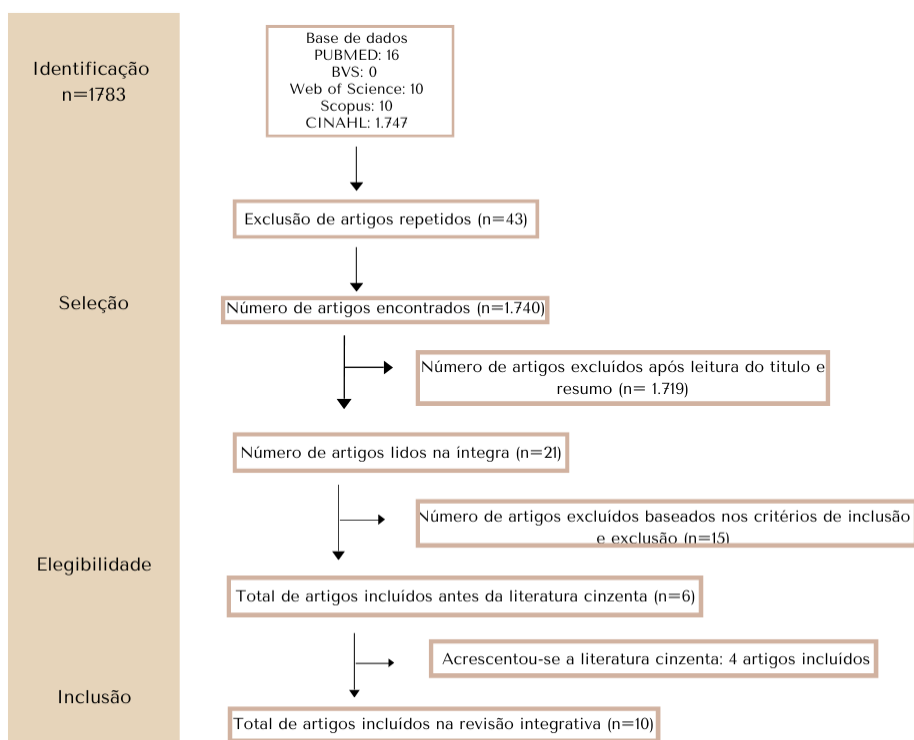 Identificação
n=1783
Base de dados
PUBMED: 16
BVS: 0
Web of Science: 10
Scopus: 10
CINAHL: 1.747
Exclusão de artigos repetidos (n=43)
Seleção
Número de artigos encontrados (n=1.740)
Número de artigos excluídos após leitura do titulo e
resumo (n= 1.719)
Número de artigos lidos na íntegra (n=21)
Número de artigos excluídos baseados nos critérios de inclusão
e exclusão (n=15)
Elegibilidade
Total de artigos incluídos antes da literatura cinzenta (n=6)
Acrescentou-se a literatura cinzenta: 4 artigos incluídos
Inclusão
Total de artigos incluídos na revisão integrativa (n=10)